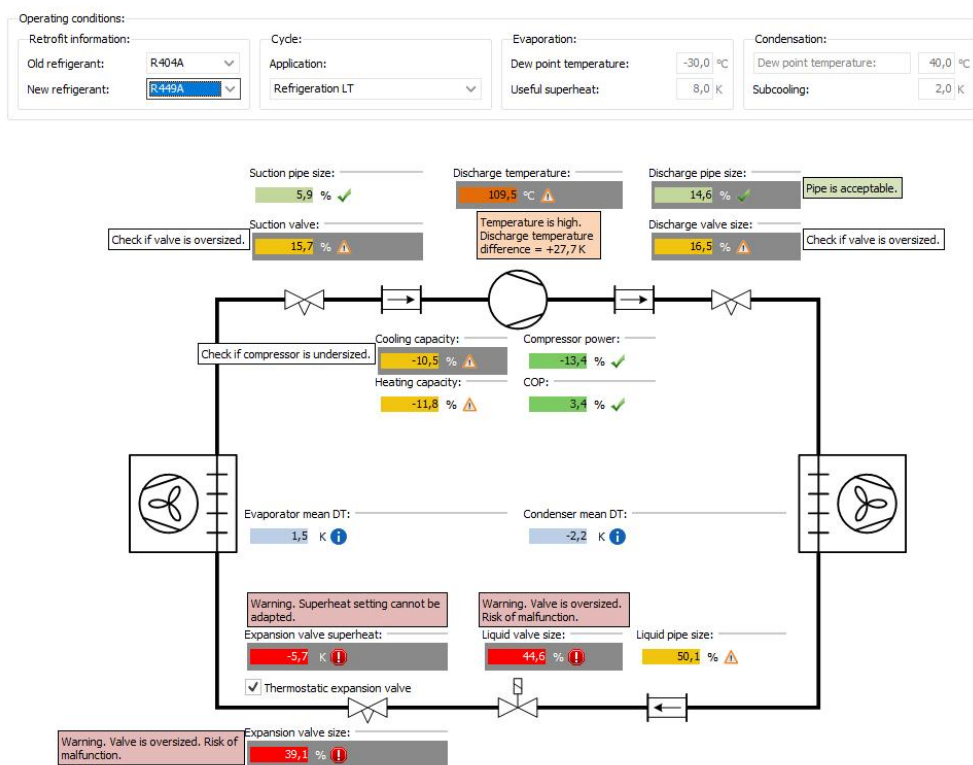 Operating conditions:
Retrofit information:
Old refrigerant: R404A
New refrigerant: R449A
Cycle:
Application:
Refrigeration LT
Evaporation:
Dew point temperature: -30,0 °C
Useful superheat: 8,0 K
Condensation:
Dew point temperature: 40,0 °C
Subcooling: 2,0 K
Suction pipe size:
5,9 %
Discharge temperature:
109,5 °C
Discharge pipe size:
14,6 %
Pipe is acceptable.
Check if valve is oversized.
Suction valve:
15,7 %
Temperature is high.
Discharge temperature
difference = +27,7 K
Discharge valve size:
16,5 %
Check if valve is oversized.
Check if compressor is undersized.
Cooling capacity:
-10,5 %
Compressor power:
-13,4 %
Heating capacity:
-11,8 %
COP:
3,4 %
Evaporator mean DT:
1,5 K
Condenser mean DT:
-2,2 K
Warning. Superheat setting cannot be
adapted.
Expansion valve superheat:
-5,7 K
Warning. Valve is oversized.
Risk of malfunction.
Liquid valve size:
44,6 %
Liquid pipe size:
50,1 %
Thermostatic expansion valve
Warning. Valve is oversized. Risk of
malfunction.
Expansion valve size:
39,1 %